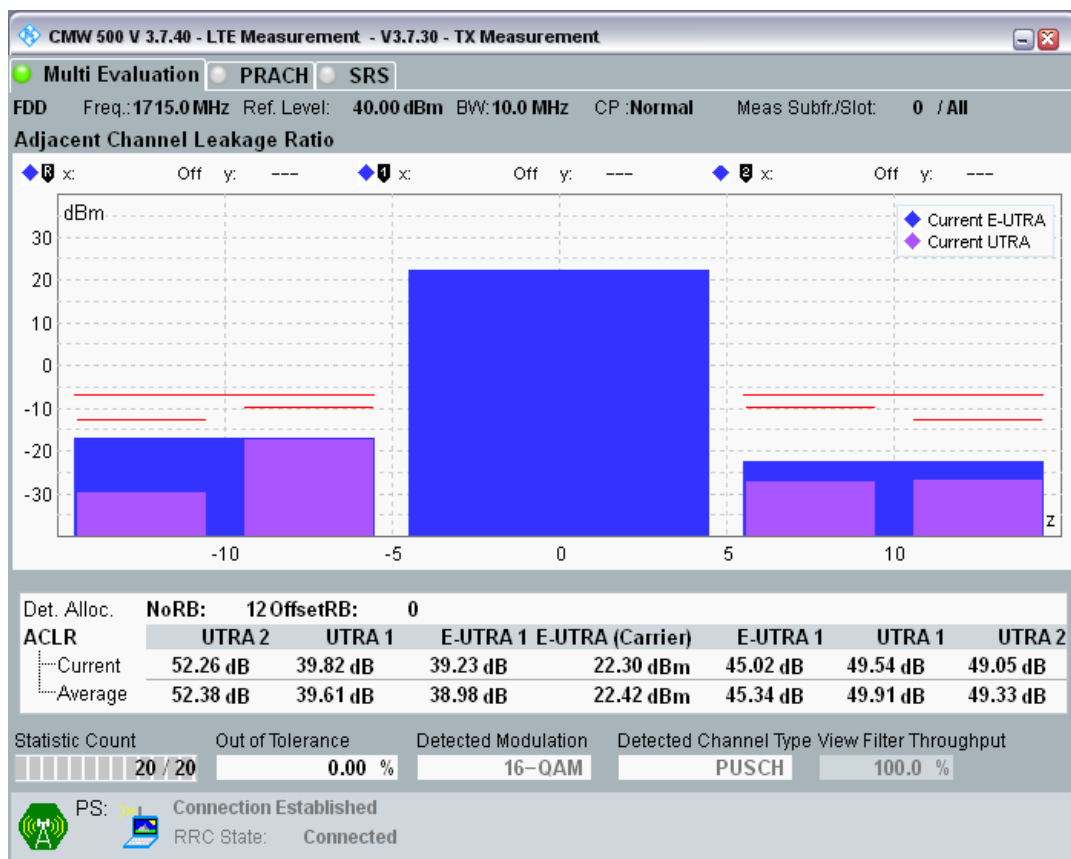 CMW 500 V 3.7.40 - LTE Measurement - V3.7.30 - TX Measurement
Multi Evaluation PRACH SRS
FDD Freq.: 1715.0 MHz Ref. Level: 40.00 dBm BW: 10.0 MHz CP :Normal Meas Subfr./Slot: 0 / All
Adjacent Channel Leakage Ratio
R x: Off y: --- 1 x: Off y: --- 2 x: Off y: ---
dBm
Current E-UTRA
Current UTRA
30
20
10
0
-10
-20
-30
z
-10 -5 0 5 10
Det. Alloc. NoRB: 12 OffsetRB: 0
ACLR UTRA 2 UTRA 1 E-UTRA 1 E-UTRA (Carrier) E-UTRA 1 UTRA 1 UTRA 2
Current 52.26 dB 39.82 dB 39.23 dB 22.30 dBm 45.02 dB 49.54 dB 49.05 dB
Average 52.38 dB 39.61 dB 38.98 dB 22.42 dBm 45.34 dB 49.91 dB 49.33 dB
Statistic Count Out of Tolerance Detected Modulation Detected Channel Type View Filter Throughput
20 / 20 0.00 % 16-QAM PUSCH 100.0 %
PS: Connection Established
RRC State: Connected